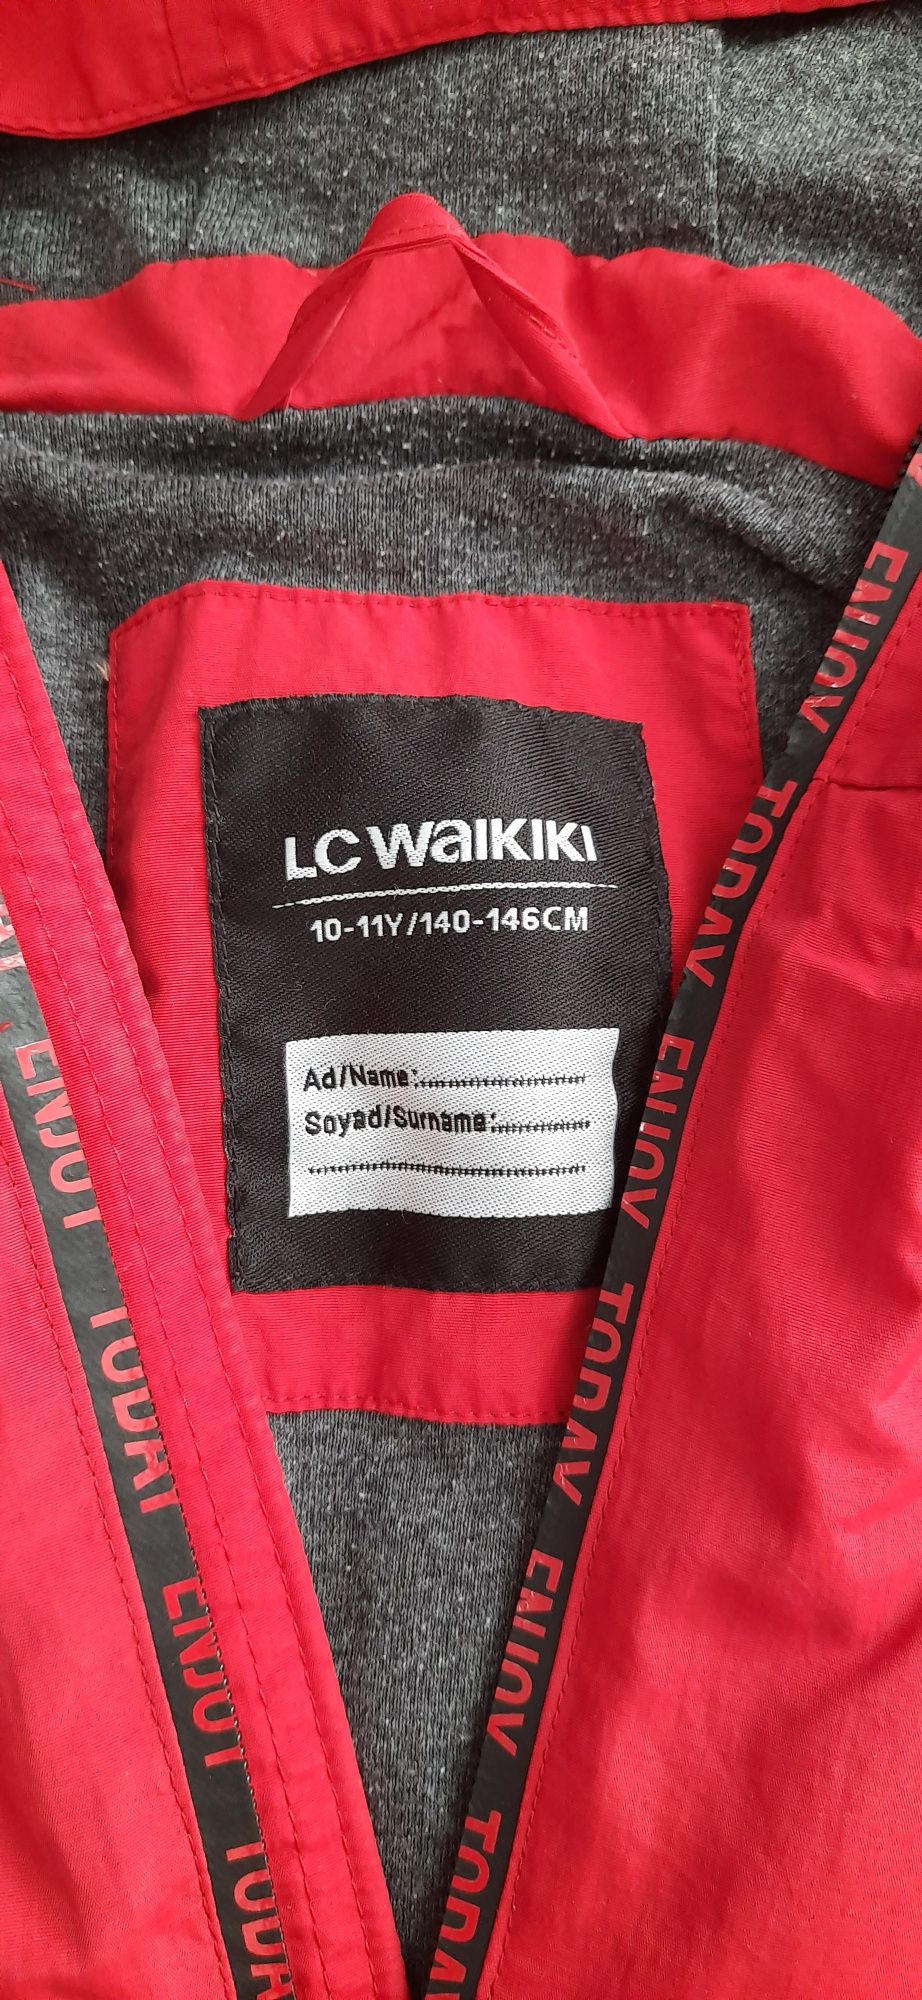 LC WAIKIKI
10-11Y/140-146CM
Ad/Name:
Soyad/Surname:
ENJOY TODAY ENJOY TODAY
ENJOY TODAY ENJOY TODAY ENJOY TODAY